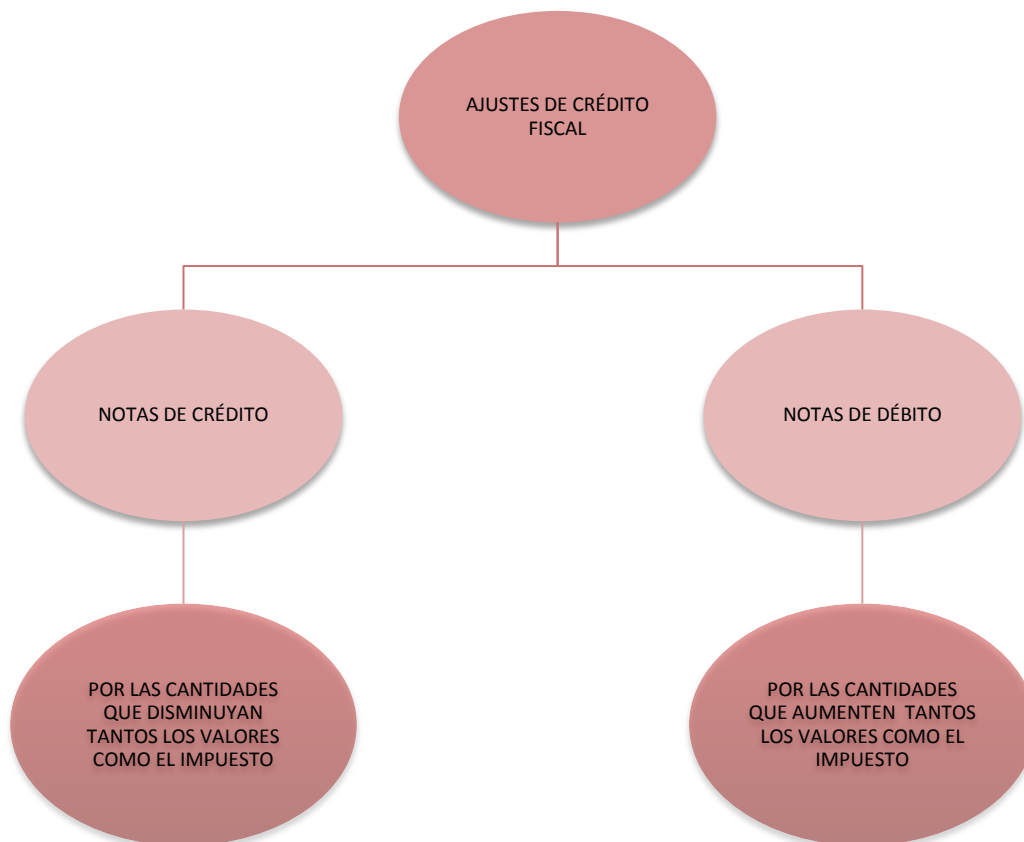 AJUSTES DE CRÉDITO
FISCAL
NOTAS DE CRÉDITO
NOTAS DE DÉBITO
POR LAS CANTIDADES
QUE DISMINUYAN
TANTOS LOS VALORES
COMO EL IMPUESTO
POR LAS CANTIDADES
QUE AUMENTEN TANTOS
LOS VALORES COMO EL
IMPUESTO